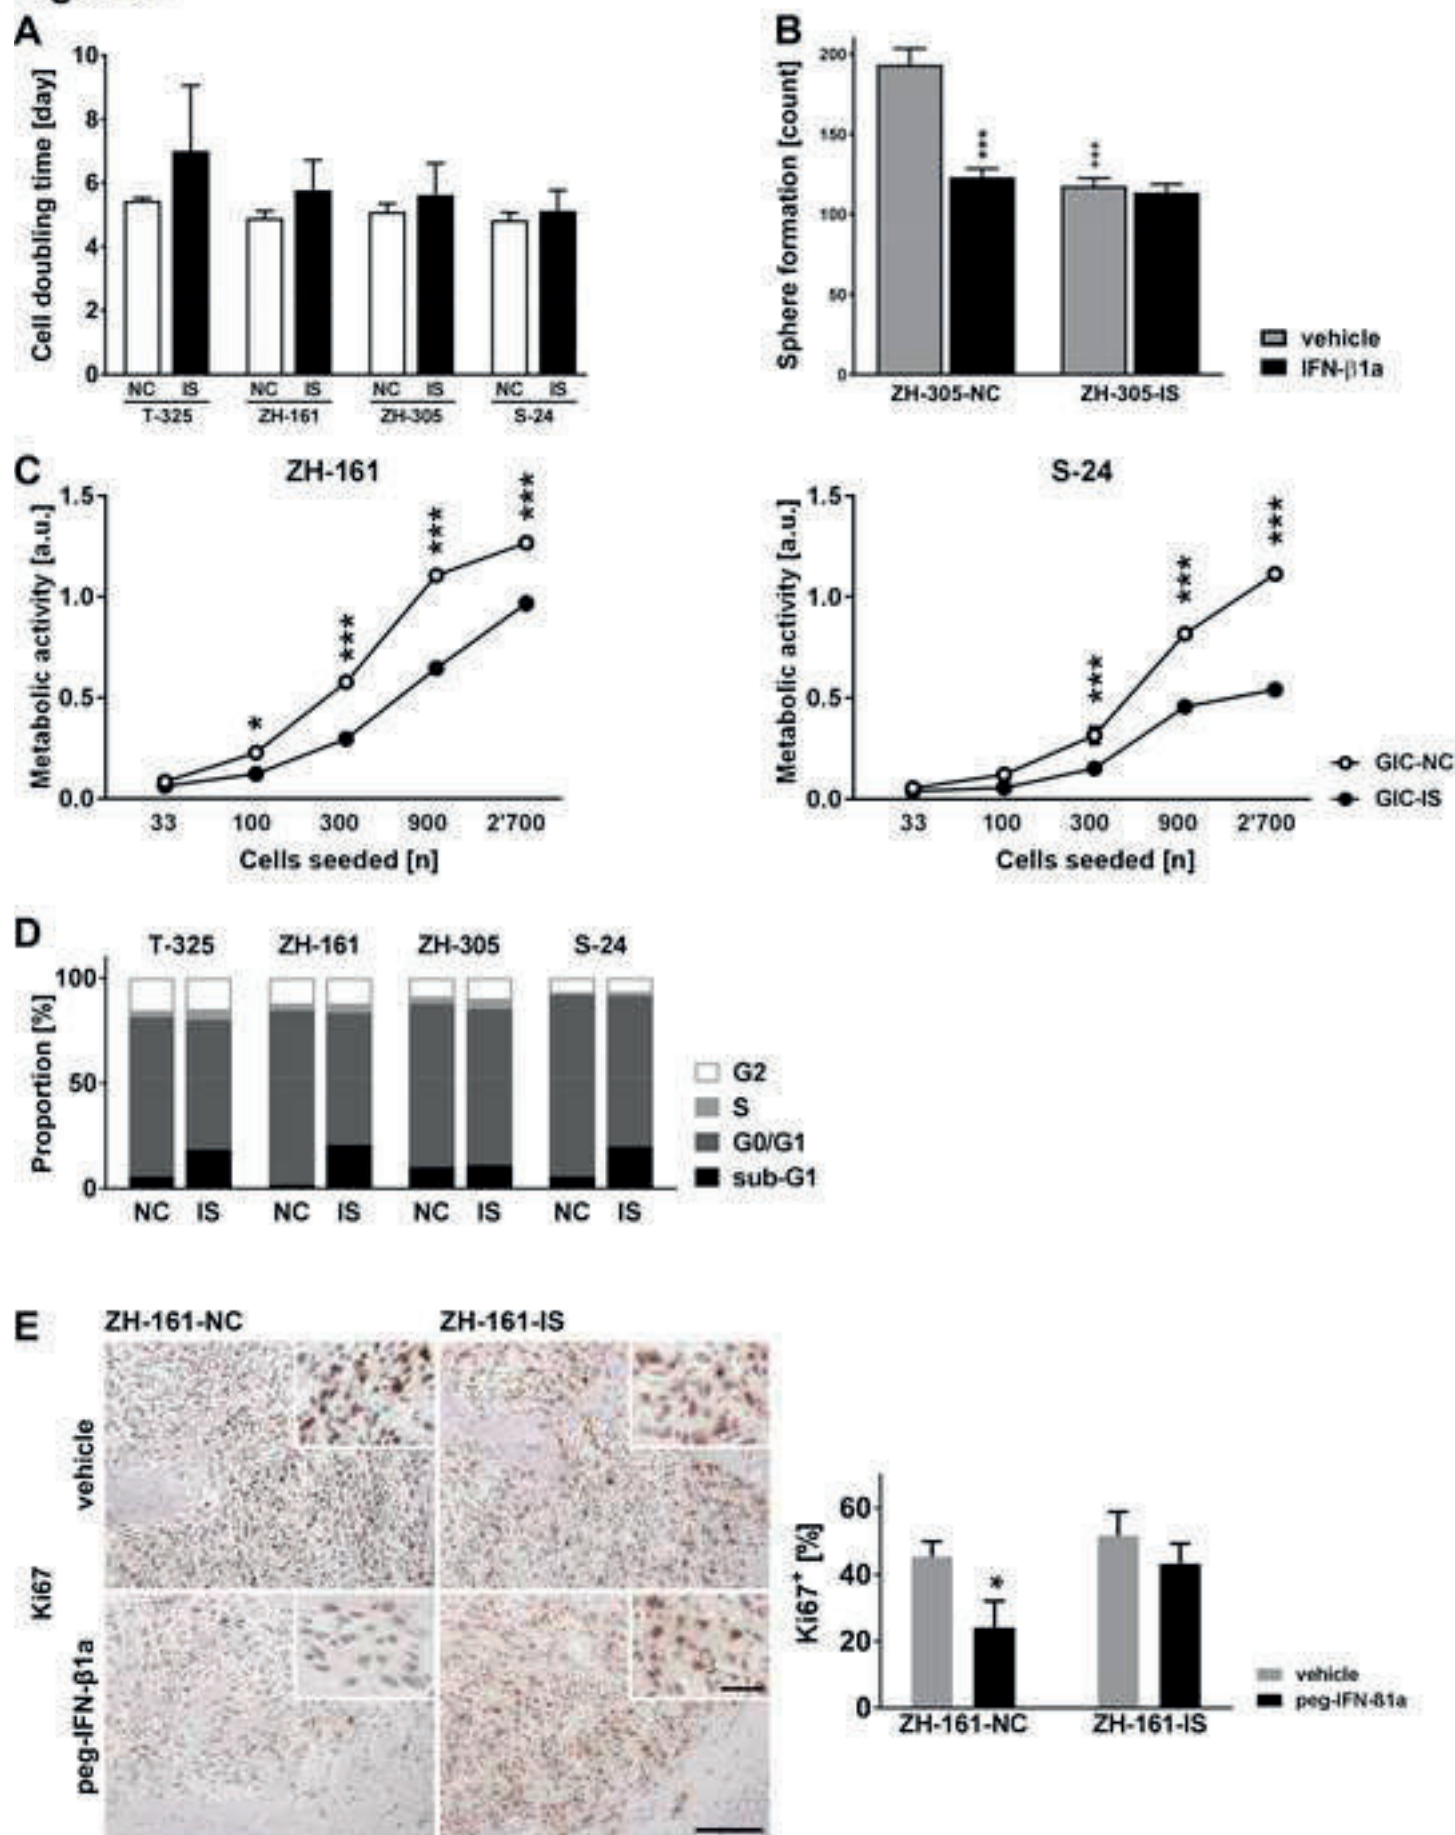 A
Cell doubling time [day]
10
8
6
4
2
0
NC IS NC IS NC IS NC IS
T-325 ZH-161 ZH-305 S-24
B
Sphere formation [count]
200
150
100
50
0
***
***
ZH-305-NC ZH-305-IS
vehicle
IFN-β1a
C
ZH-161
Metabolic activity [a.u.]
1.5
1.0
0.5
0.0
*
***
***
***
33 100 300 900 2'700
Cells seeded [n]
S-24
Metabolic activity [a.u.]
1.5
1.0
0.5
0.0
***
***
***
33 100 300 900 2'700
Cells seeded [n]
GIC-NC
GIC-IS
D
T-325 ZH-161 ZH-305 S-24
Proportion [%]
100
50
0
NC IS NC IS NC IS NC IS
G2
S
G0/G1
sub-G1
E
ZH-161-NC ZH-161-IS
Ki67
vehicle
peg-IFN-β1a
Ki67+ [%]
60
40
20
0
*
ZH-161-NC ZH-161-IS
vehicle
peg-IFN-ß1a